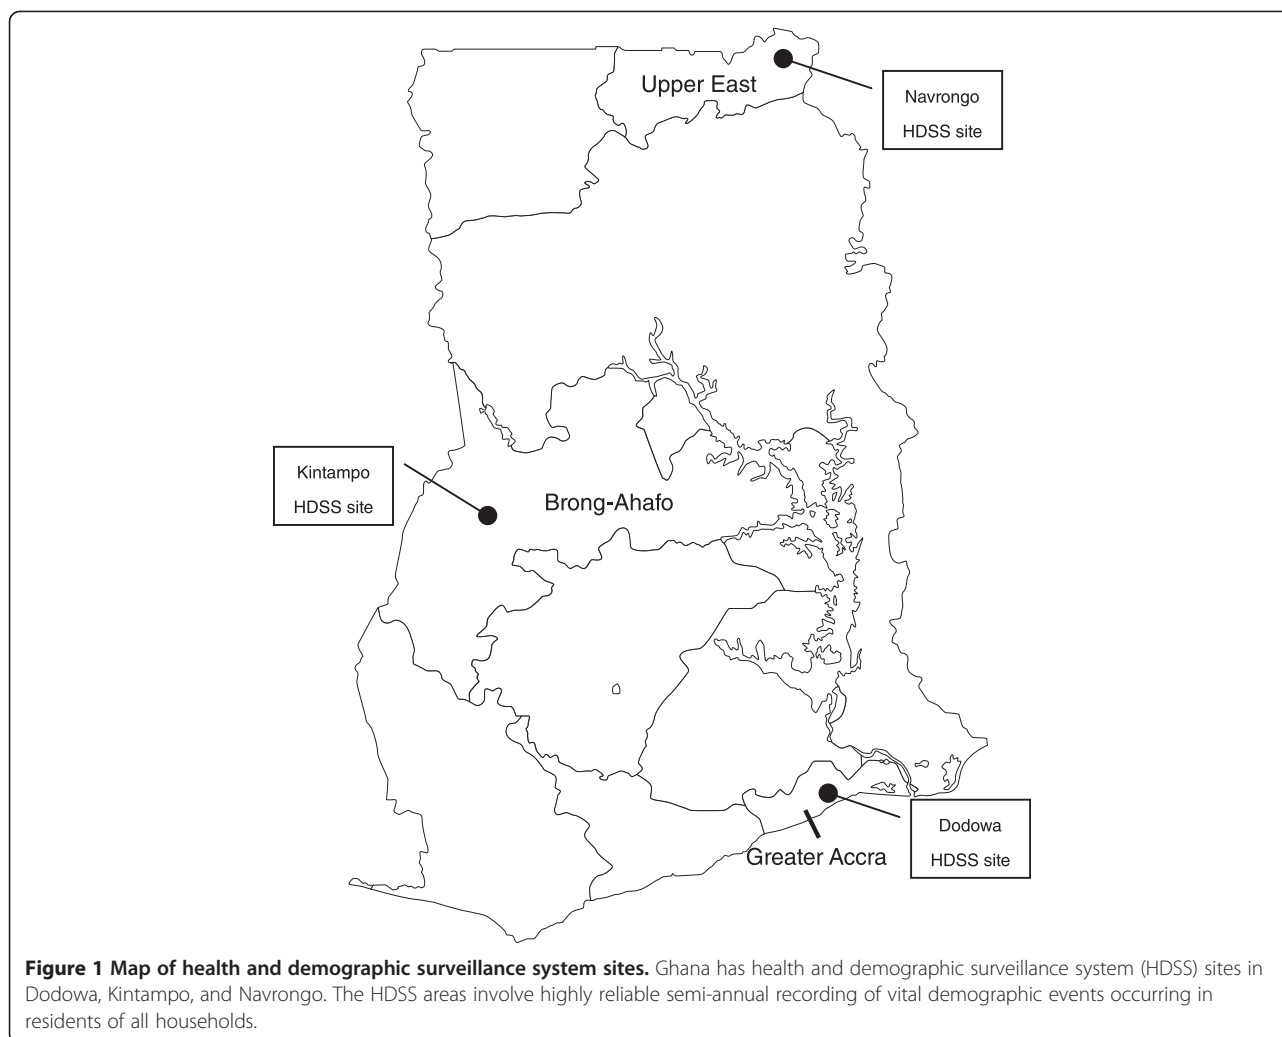 Upper East
Navrongo
HDSS site
Kintampo
HDSS site
Brong-Ahafo
Dodowa
HDSS site
Greater Accra
Figure 1 Map of health and demographic surveillance system sites. Ghana has health and demographic surveillance system (HDSS) sites in
Dodowa, Kintampo, and Navrongo. The HDSS areas involve highly reliable semi-annual recording of vital demographic events occurring in
residents of all households.